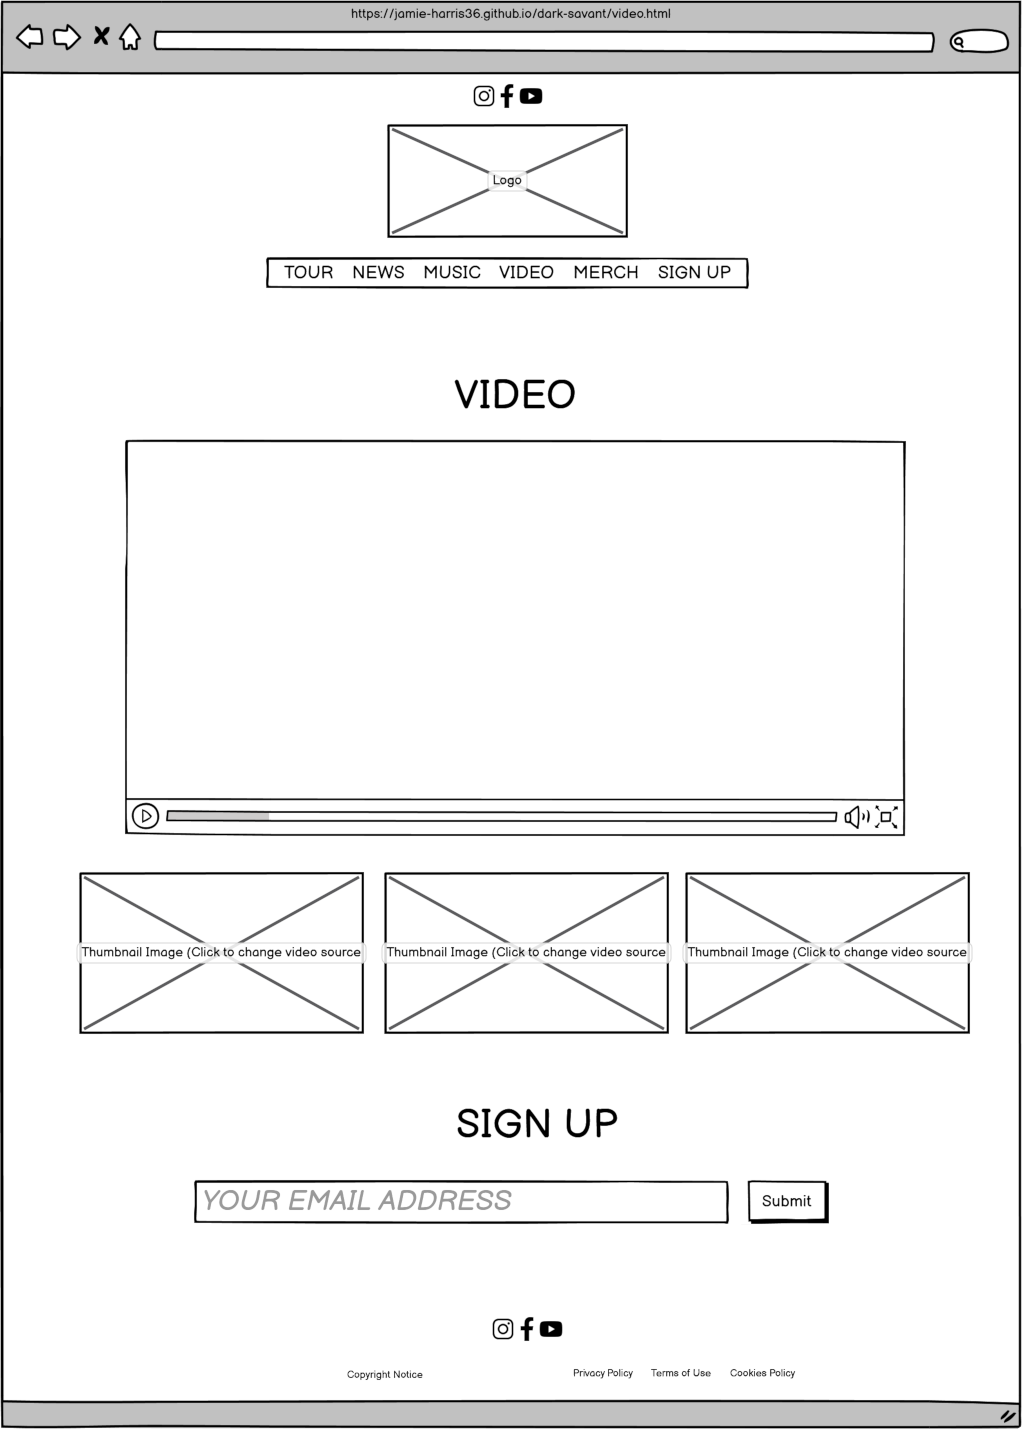 https://jamie-harris36.github.io/dark-savant/video.html
Logo
TOUR NEWS MUSIC VIDEO MERCH SIGN UP
VIDEO
Thumbnail Image (Click to change video source Thumbnail Image (Click to change video source Thumbnail Image (Click to change video source
SIGN UP
YOUR EMAIL ADDRESS Submit
Copyright Notice Privacy Policy Terms of Use Cookies Policy